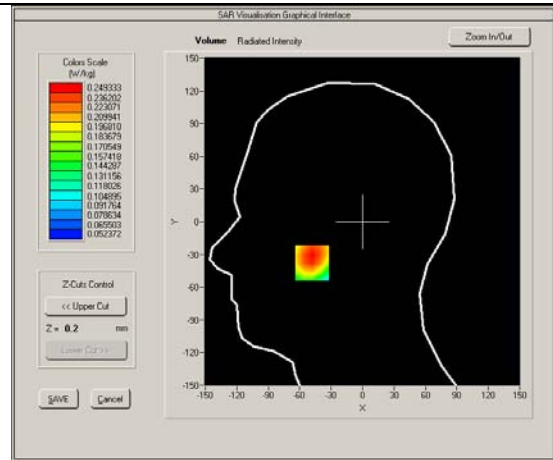 SAR Visualisation Graphical Interface
Volume Radiated Intensity
Zoom In/Out
Colors Scale
(W/kg)
0.249333
0.236202
0.223071
0.209941
0.196810
0.183679
0.170549
0.157418
0.144287
0.131156
0.118026
0.104895
0.091764
0.078634
0.065503
0.052372
Z-Cuts Control
<< Upper Cut
Z = 0.2 mm
Lower Cut >>
SAVE Cancel
150
120
90
60
30
0
-30
-60
-90
-120
-150
Y
-150 -120 -90 -60 -30 0 30 60 90 120 150
X